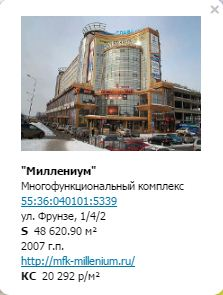 "Миллениум"
Многофункциональный комплекс
55:36:040101:5339
ул. Фрунзе, 1/4/2
S 48 620.90 м²
2007 г.п.
http://mfk-millenium.ru/
КС 20 292 р/м²